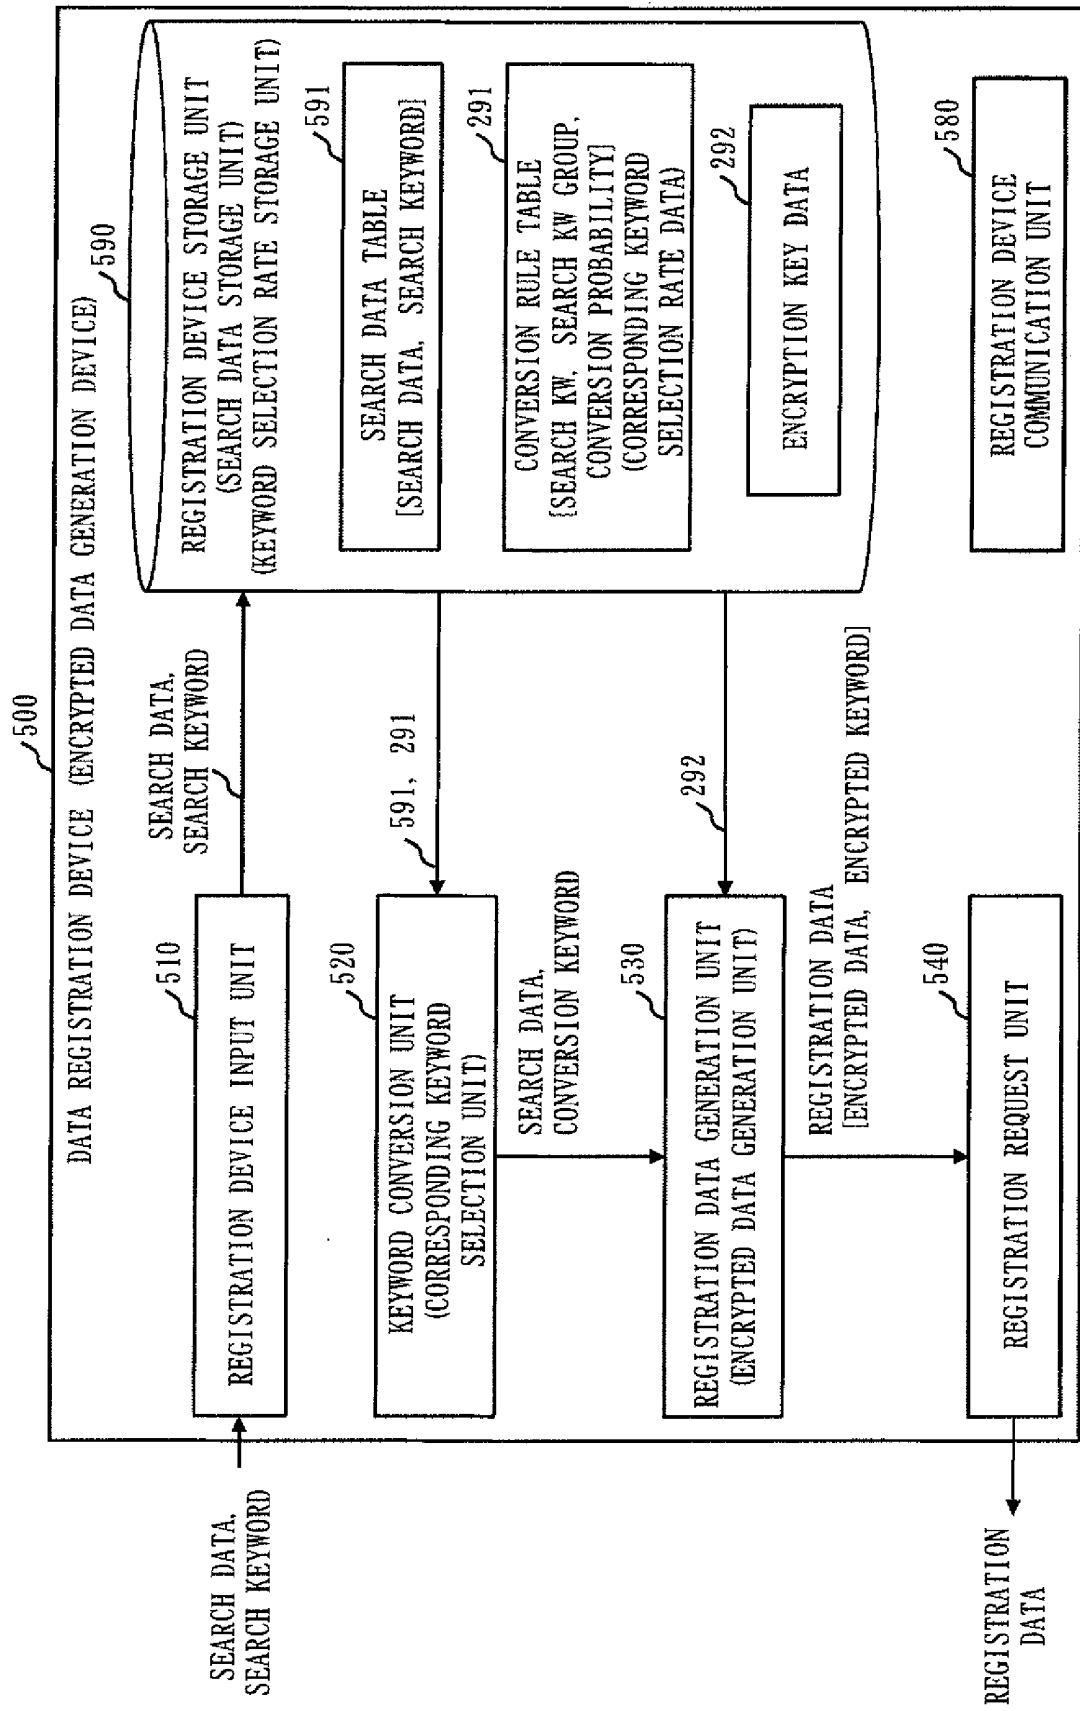 500
DATA REGISTRATION DEVICE (ENCRYPTED DATA GENERATION DEVICE)
SEARCH DATA,
SEARCH KEYWORD
510
REGISTRATION DEVICE INPUT UNIT
SEARCH DATA,
SEARCH KEYWORD
590
REGISTRATION DEVICE STORAGE UNIT
(SEARCH DATA STORAGE UNIT)
(KEYWORD SELECTION RATE STORAGE UNIT)
520
KEYWORD CONVERSION UNIT
(CORRESPONDING KEYWORD
SELECTION UNIT)
591, 291
591
SEARCH DATA TABLE
[SEARCH DATA, SEARCH KEYWORD]
SEARCH DATA,
CONVERSION KEYWORD
291
CONVERSION RULE TABLE
[SEARCH KW, SEARCH KW GROUP,
CONVERSION PROBABILITY]
(CORRESPONDING KEYWORD
SELECTION RATE DATA)
530
REGISTRATION DATA GENERATION UNIT
(ENCRYPTED DATA GENERATION UNIT)
292
292
ENCRYPTION KEY DATA
REGISTRATION DATA
[ENCRYPTED DATA, ENCRYPTED KEYWORD]
540
REGISTRATION REQUEST UNIT
580
REGISTRATION DEVICE
COMMUNICATION UNIT
REGISTRATION
DATA